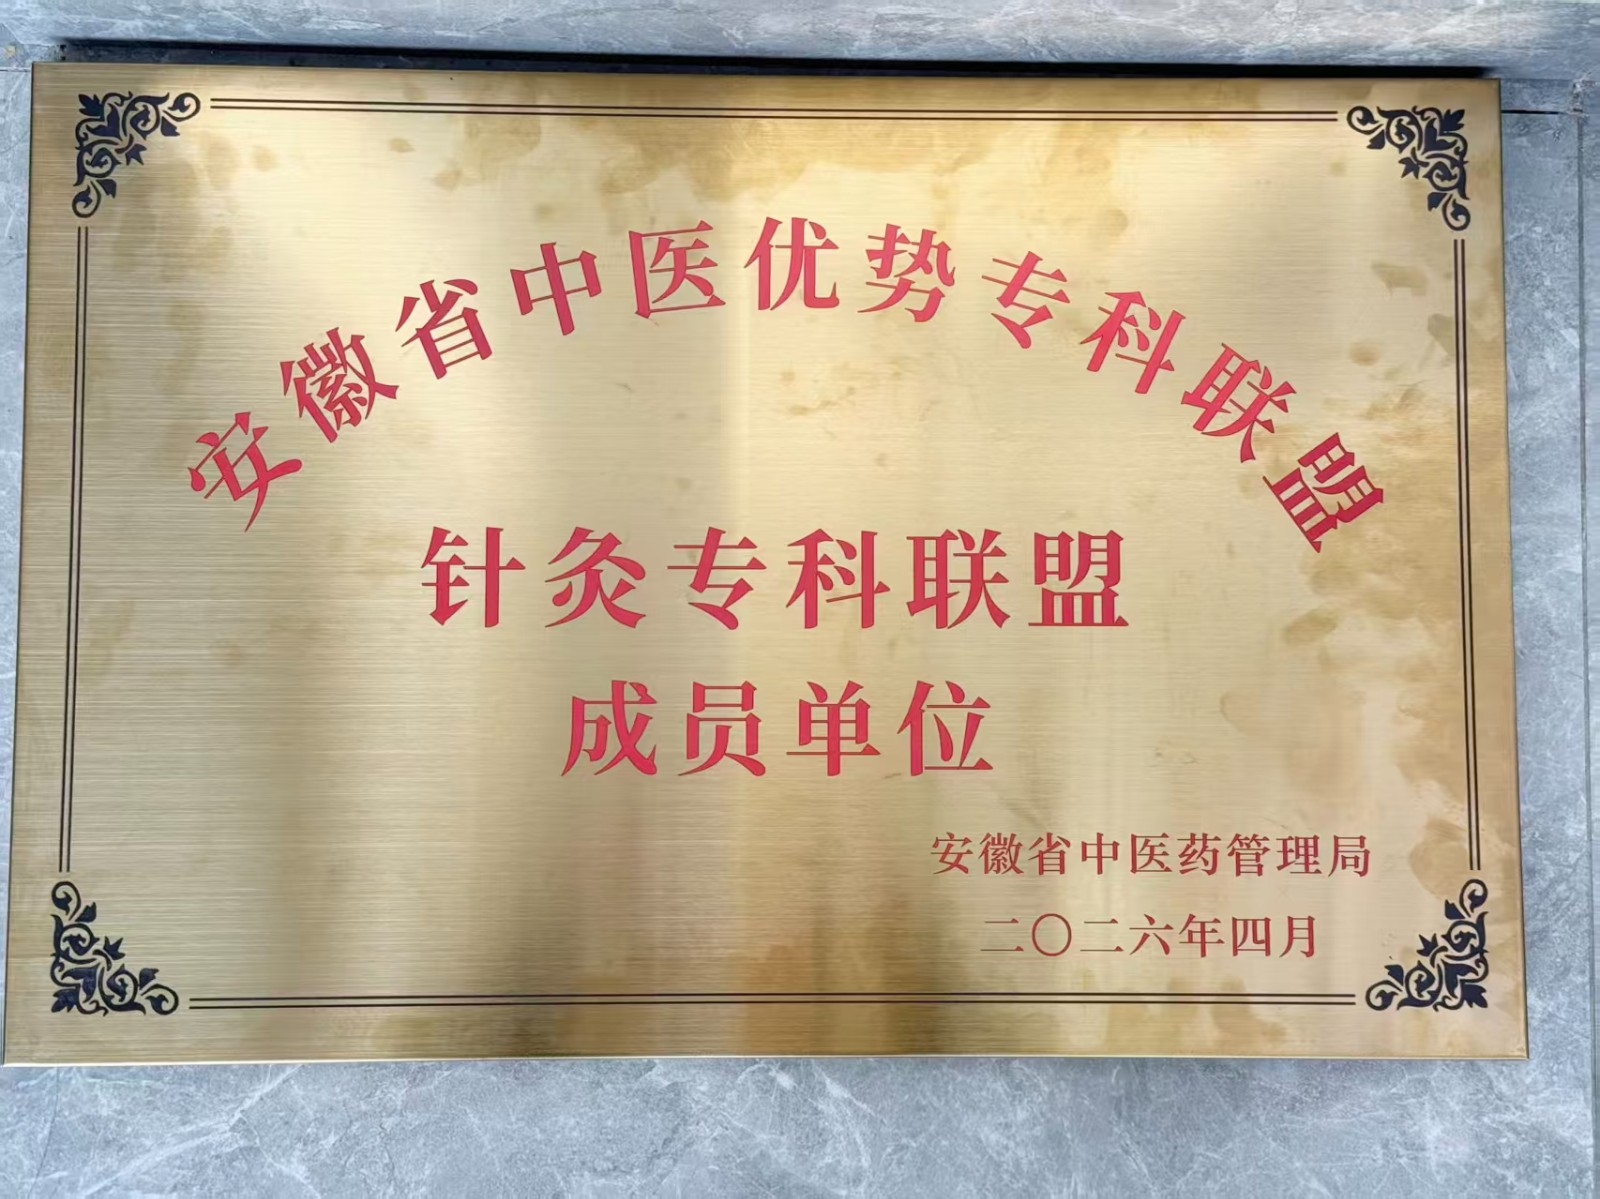 安徽省中医优势专科联盟
针灸专科联盟
成员单位
安徽省中医药管理局
二〇二六年四月